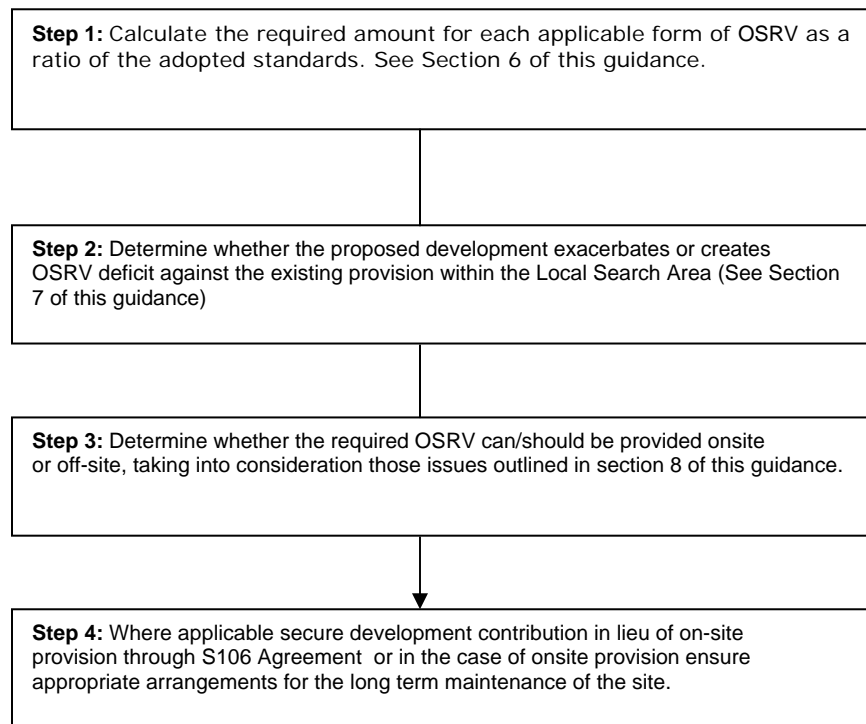 Step 1: Calculate the required amount for each applicable form of OSRV as a
ratio of the adopted standards. See Section 6 of this guidance.
Step 2: Determine whether the proposed development exacerbates or creates
OSRV deficit against the existing provision within the Local Search Area (See Section
7 of this guidance)
Step 3: Determine whether the required OSRV can/should be provided onsite
or off-site, taking into consideration those issues outlined in section 8 of this guidance.
Step 4: Where applicable secure development contribution in lieu of on-site
provision through S106 Agreement or in the case of onsite provision ensure
appropriate arrangements for the long term maintenance of the site.